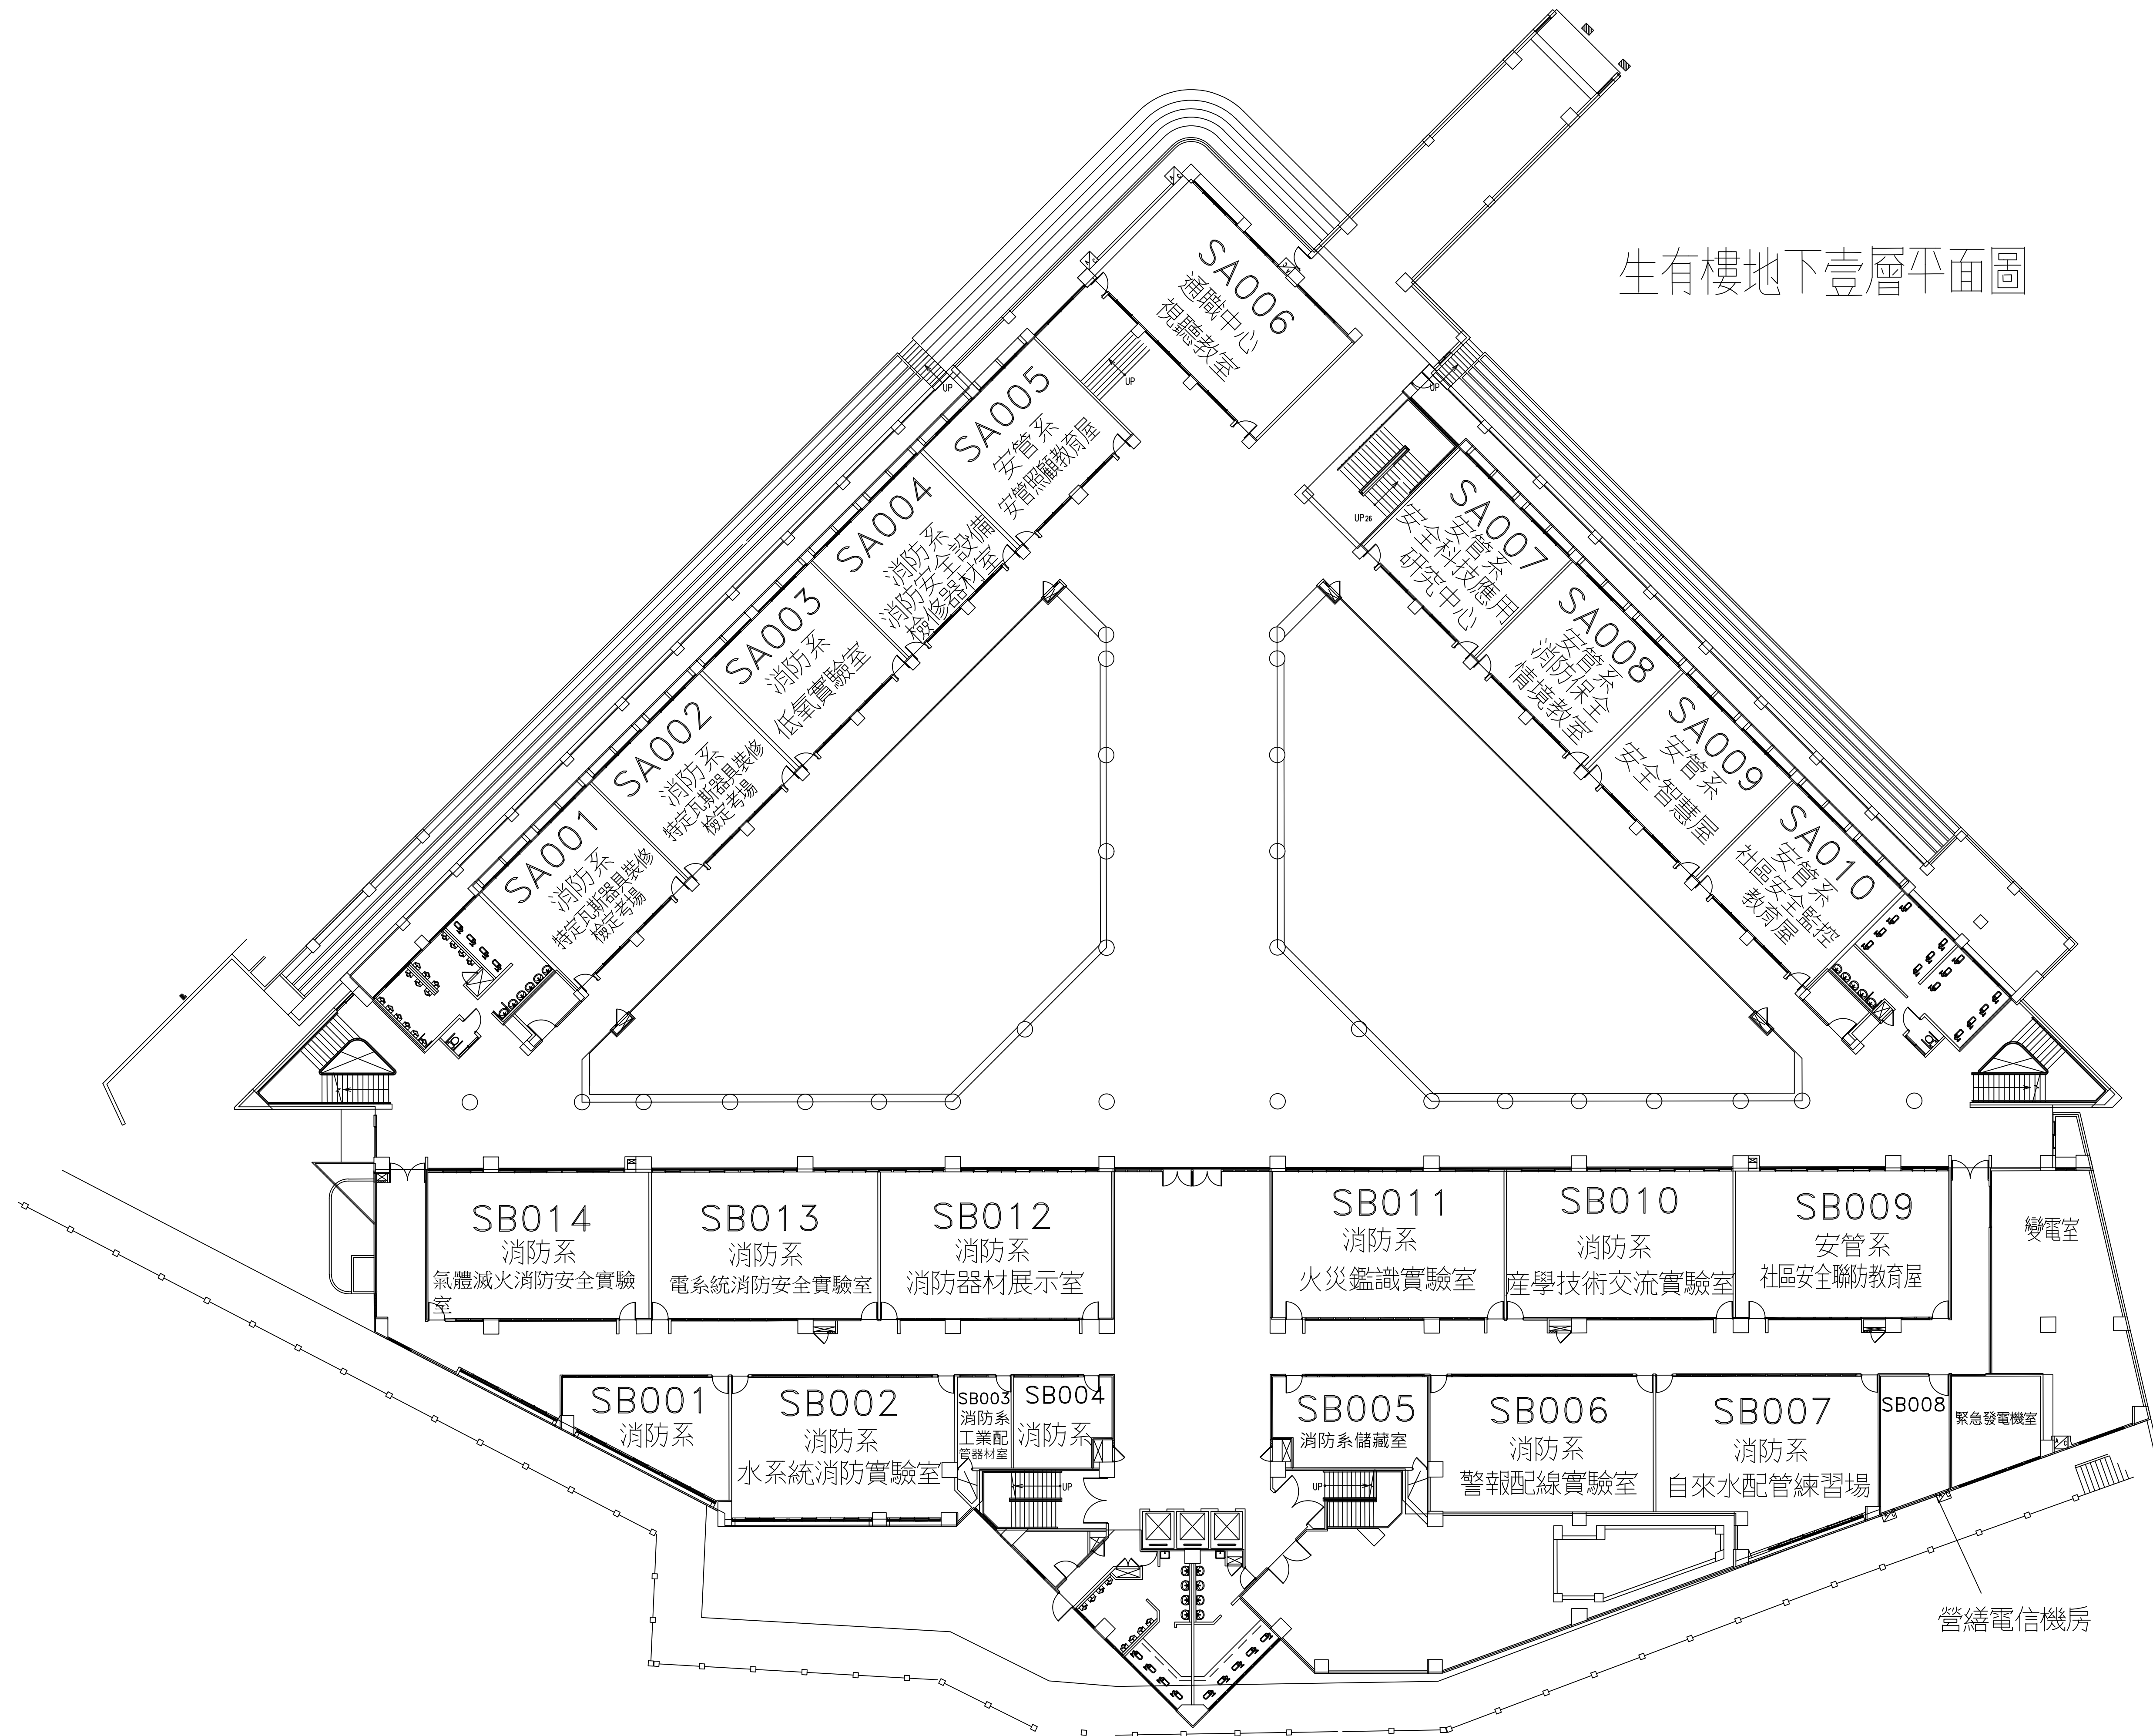 生有樓地下壹層平面圖
SA006
通職中心
視聽教室
UP
UP
UP
SA005
安管系
安管照顧教育屋
SA004
消防系
消防安全設備
檢修器材室
SA003
消防系
低氧實驗室
SA002
消防系
特定瓦斯器具裝修
檢定考場
SA001
消防系
特定瓦斯器具裝修
檢定考場
UP26
SA007
安管系
安全科技應用
研究中心
SA008
安管系
消防保全
情境教室
SA009
安管系
安全智慧屋
SA010
安管系
社區安全監控
教育屋
SB014
消防系
氣體滅火消防安全實驗
室
SB013
消防系
電系統消防安全實驗室
SB012
消防系
消防器材展示室
SB011
消防系
火災鑑識實驗室
SB010
消防系
産學技術交流實驗室
SB009
安管系
社區安全聯防教育屋
變電室
SB001
消防系
SB002
消防系
水系統消防實驗室
SB003
消防系
工業配
管器材室
SB004
消防系
UP
SB005
消防系儲藏室
UP
SB006
消防系
警報配線實驗室
SB007
消防系
自來水配管練習場
SB008
緊急發電機室
營繕電信機房